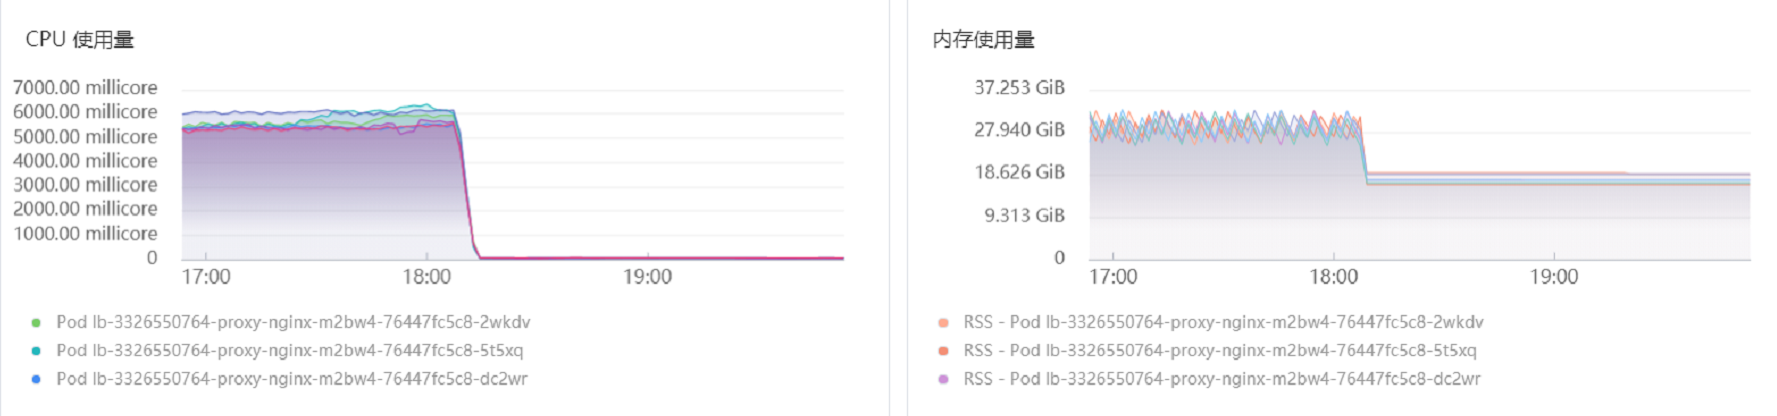 CPU 使用量
7000.00 millicore
6000.00 millicore
5000.00 millicore
4000.00 millicore
3000.00 millicore
2000.00 millicore
1000.00 millicore
0
17:00 18:00 19:00
Pod lb-3326550764-proxy-nginx-m2bw4-76447fc5c8-2wkdv
Pod lb-3326550764-proxy-nginx-m2bw4-76447fc5c8-5t5xq
Pod lb-3326550764-proxy-nginx-m2bw4-76447fc5c8-dc2wr
内存使用量
37.253 GiB
27.940 GiB
18.626 GiB
9.313 GiB
0
17:00 18:00 19:00
RSS - Pod lb-3326550764-proxy-nginx-m2bw4-76447fc5c8-2wkdv
RSS - Pod lb-3326550764-proxy-nginx-m2bw4-76447fc5c8-5t5xq
RSS - Pod lb-3326550764-proxy-nginx-m2bw4-76447fc5c8-dc2wr